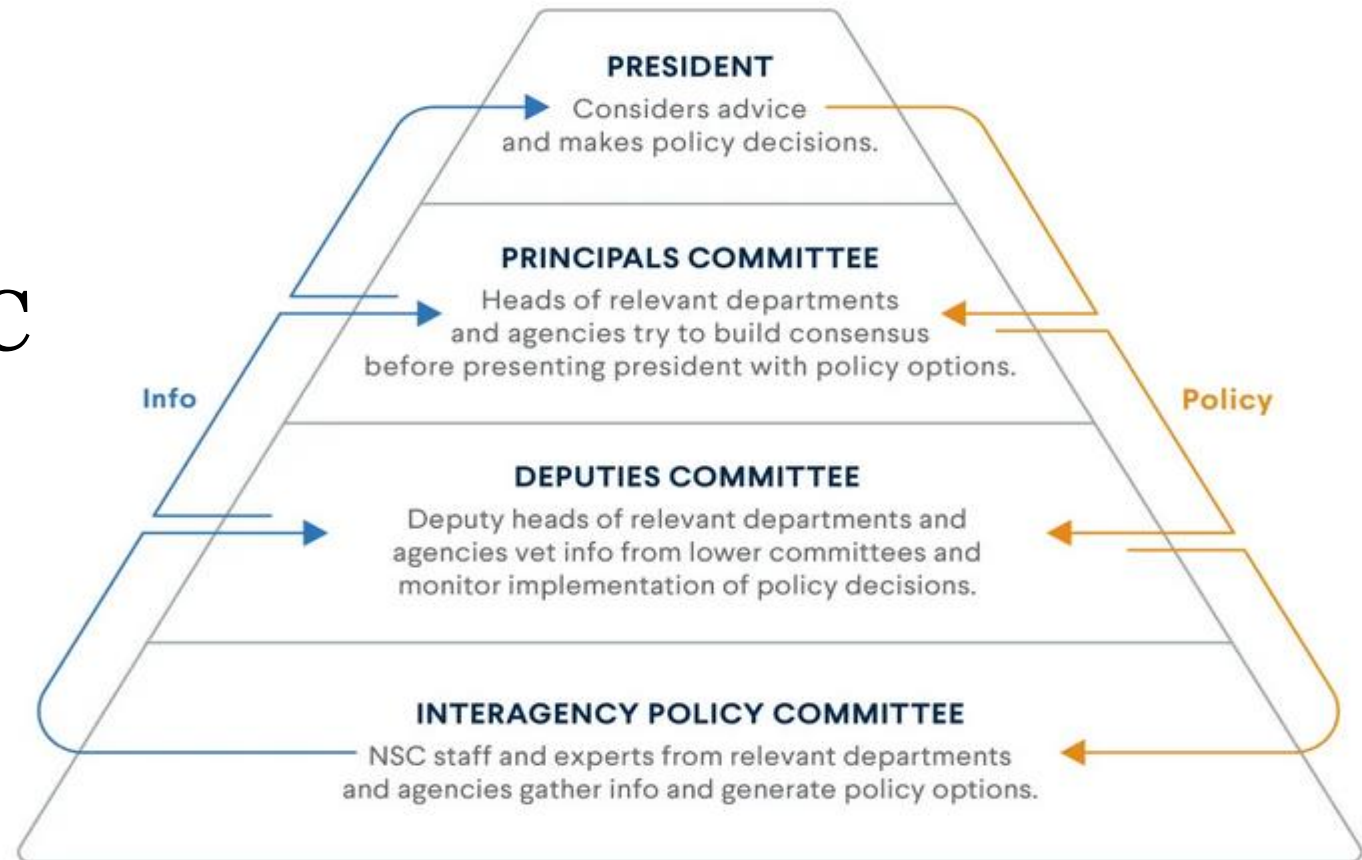 PRESIDENT
Considers advice
and makes policy decisions.
C
PRINCIPALS COMMITTEE
Heads of relevant departments
and agencies try to build consensus
before presenting president with policy options.
Info
Policy
DEPUTIES COMMITTEE
Deputy heads of relevant departments and
agencies vet info from lower committees and
monitor implementation of policy decisions.
INTERAGENCY POLICY COMMITTEE
NSC staff and experts from relevant departments
and agencies gather info and generate policy options.